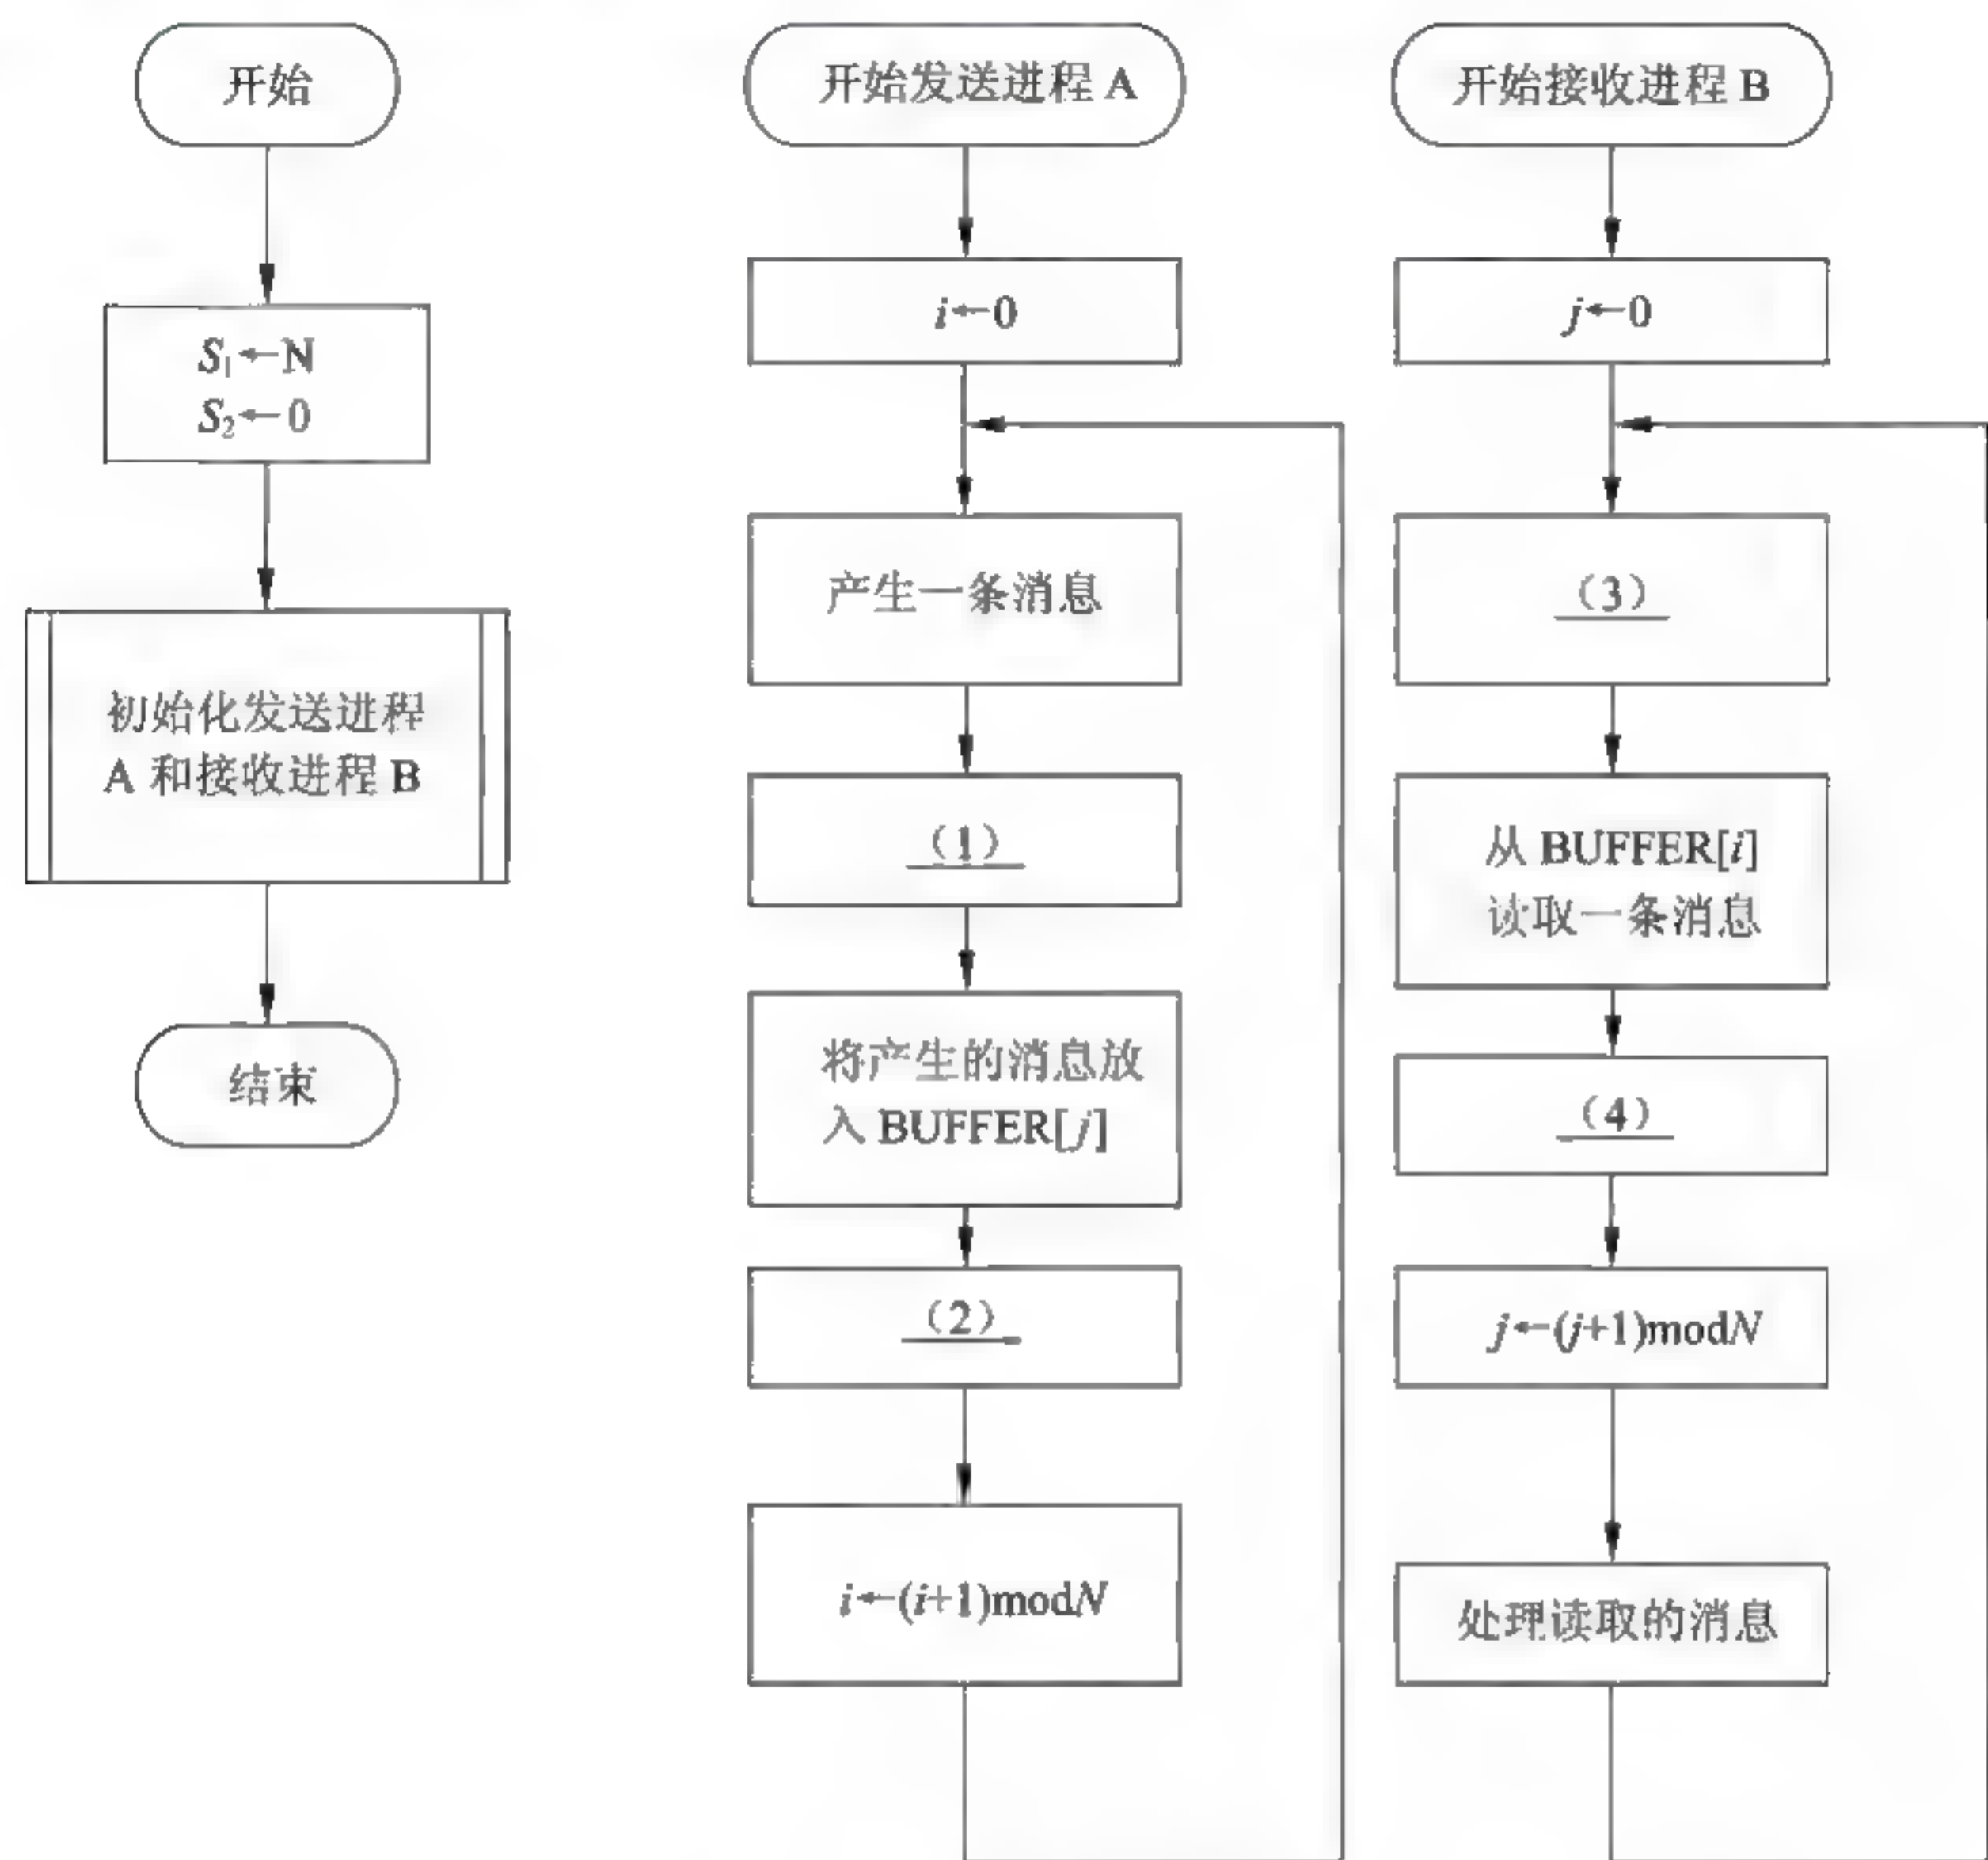 开始
S₁←N
S₂←0
初始化发送进程
A 和接收进程 B
结束
开始发送进程 A
i←0
产生一条消息
（1）
将产生的消息放
入 BUFFER[j]
（2）
i←(i+1)modN
开始接收进程 B
j←0
（3）
从 BUFFER[i]
读取一条消息
（4）
j←(j+1)modN
处理读取的消息